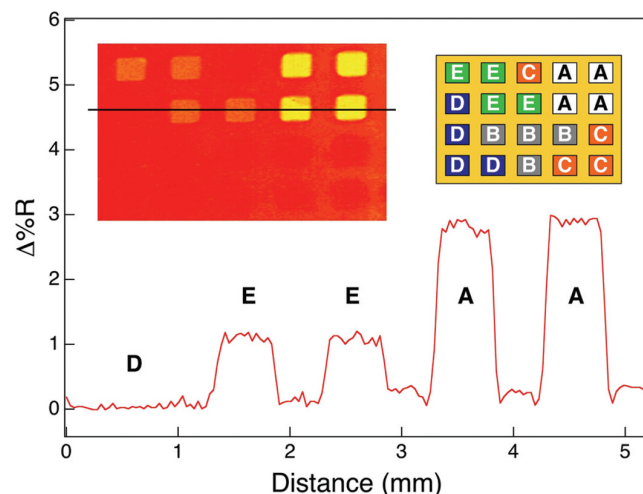 6
5
4
3
2
1
0
Δ%R
E E C A A
D E E A A
D B B B C
D D B C C
D
E
E
A
A
0 1 2 3 4 5
Distance (mm)